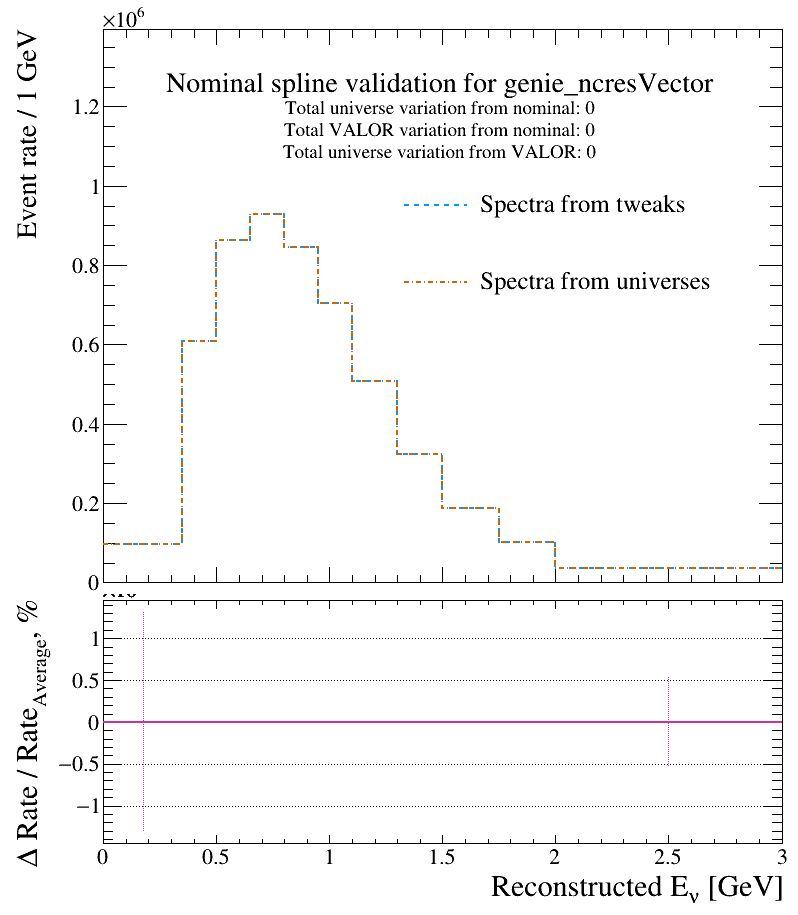 ×10⁶
Event rate / 1 GeV
Nominal spline validation for genie_ncresVector
Total universe variation from nominal: 0
Total VALOR variation from nominal: 0
Total universe variation from VALOR: 0
Spectra from tweaks
Spectra from universes
1.2
1
0.8
0.6
0.4
0.2
0
Δ Rate / Rate_Average, %
1
0.5
0
−0.5
−1
0 0.5 1 1.5 2 2.5 3
Reconstructed E_ν [GeV]